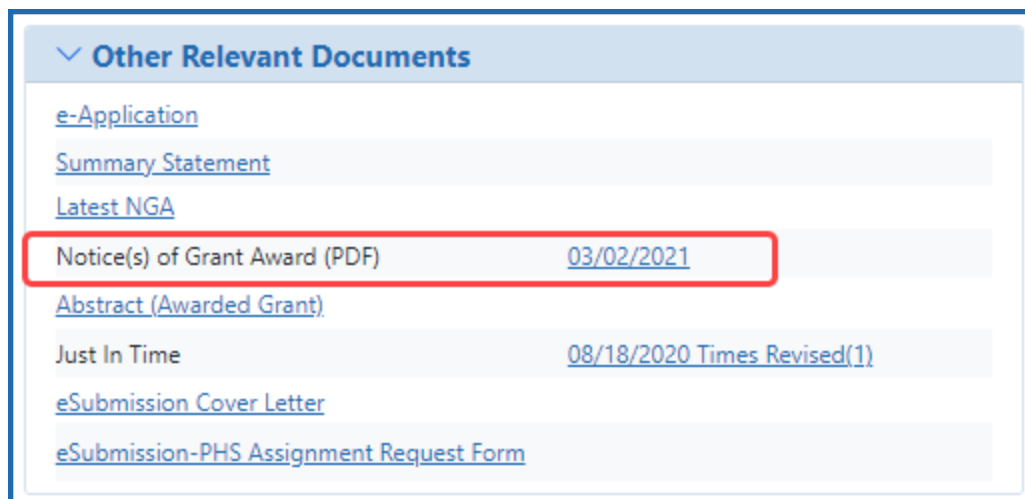 Other Relevant Documents
e-Application
Summary Statement
Latest NGA
Notice(s) of Grant Award (PDF) 03/02/2021
Abstract (Awarded Grant)
Just In Time 08/18/2020 Times Revised(1)
eSubmission Cover Letter
eSubmission-PHS Assignment Request Form